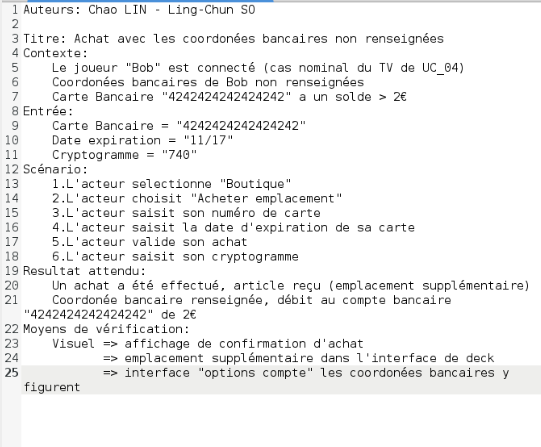 1 Auteurs: Chao LIN - Ling-Chun SO
2
3 Titre: Achat avec les coordonées bancaires non renseignées
4 Contexte:
5 Le joueur "Bob" est connecté (cas nominal du TV de UC_04)
6 Coordonées bancaires de Bob non renseignées
7 Carte Bancaire "4242424242424242" a un solde > 2€
8 Entrée:
9 Carte Bancaire = "4242424242424242"
10 Date expiration = "11/17"
11 Cryptogramme = "740"
12 Scénario:
13 1.L'acteur selectionne "Boutique"
14 2.L'acteur choisit "Acheter emplacement"
15 3.L'acteur saisit son numéro de carte
16 4.L'acteur saisit la date d'expiration de sa carte
17 5.L'acteur valide son achat
18 6.L'acteur saisit son cryptogramme
19 Resultat attendu:
20 Un achat a été effectué, article reçu (emplacement supplémentaire)
21 Coordonée bancaire renseignée, débit au compte bancaire
"4242424242424242" de 2€
22 Moyens de vérification:
23 Visuel => affichage de confirmation d'achat
24 => emplacement supplémentaire dans l'interface de deck
25 => interface "options compte" les coordonées bancaires y
figurent